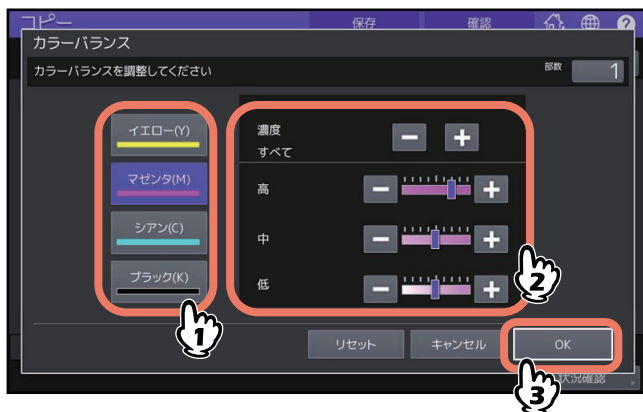 コピー
保存
確認
?
カラーバランス
カラーバランスを調整してください
部数
1
イエロー(Y)
マゼンタ(M)
シアン(C)
ブラック(K)
濃度
すべて
高
中
低
2
1
リセット
キャンセル
OK
3
状況確認